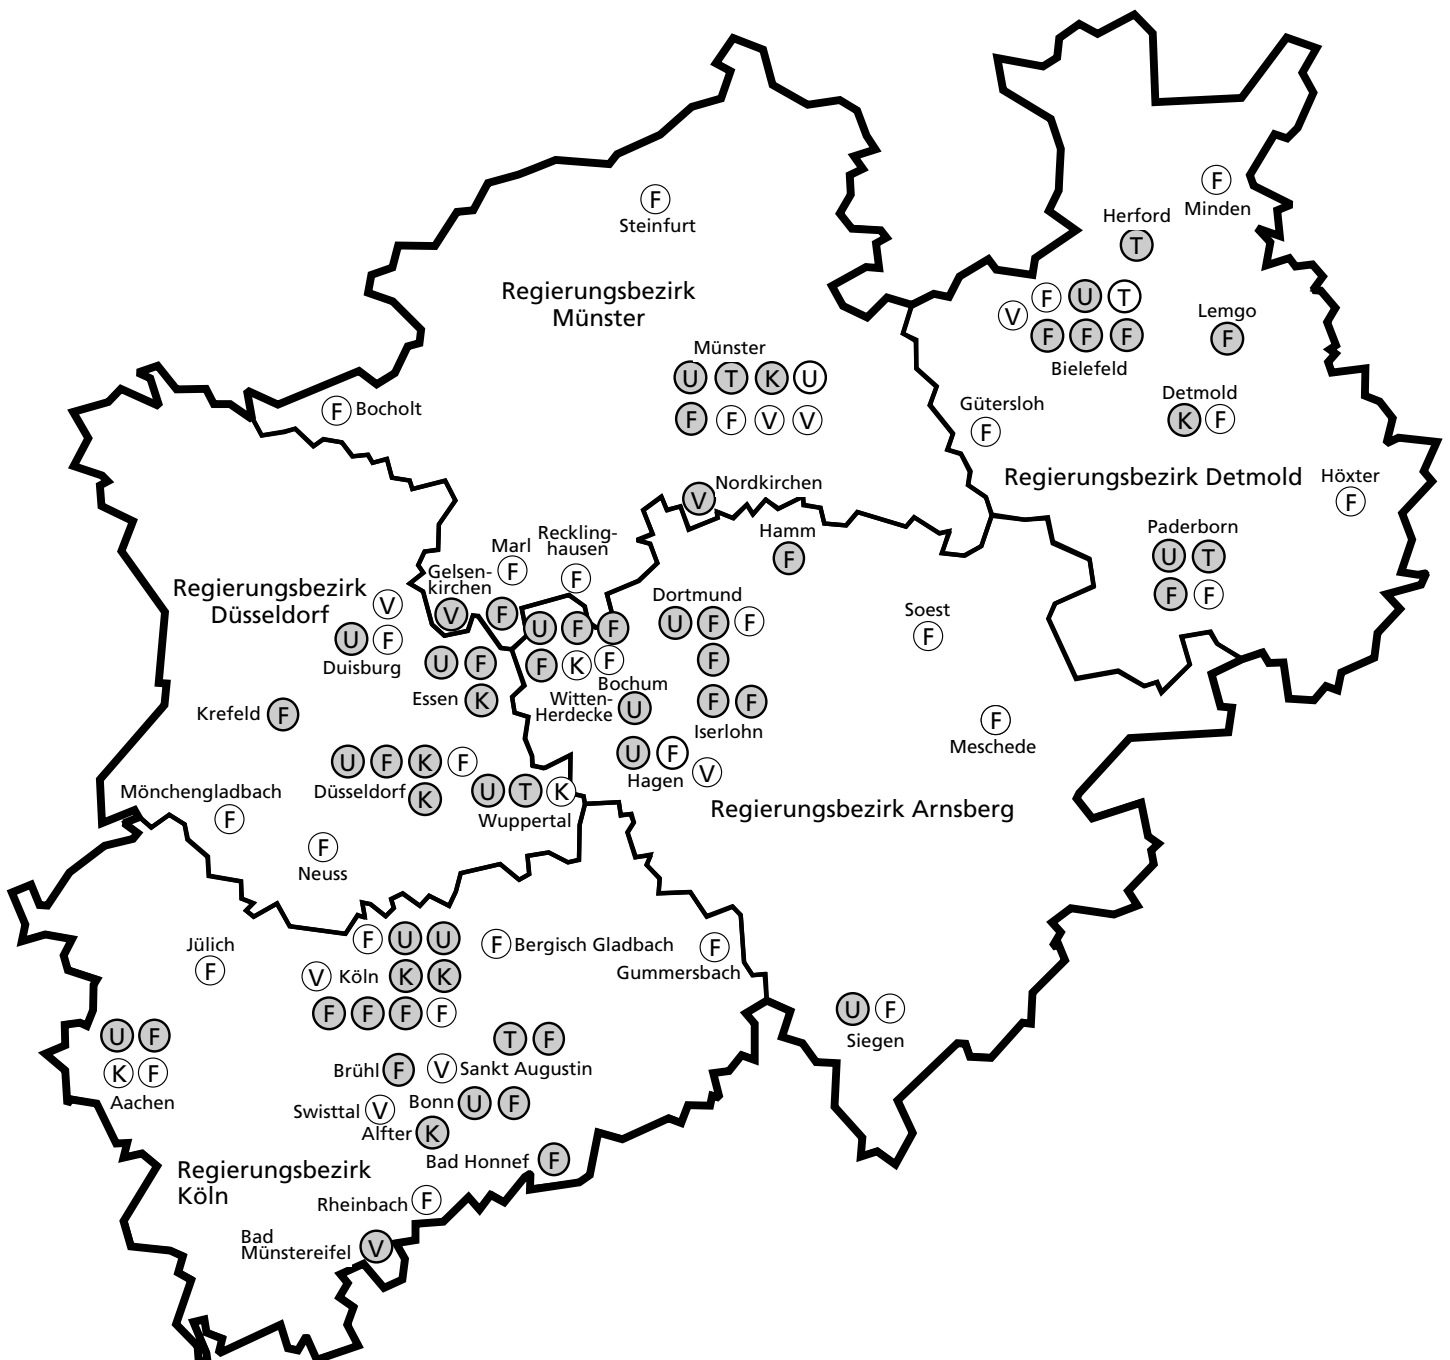 F
Steinfurt
F
Minden
Herford
T
Regierungsbezirk
Münster
F U T
V
F F F
Bielefeld
Lemgo
F
Münster
U T K U
F F V V
F Bocholt
Gütersloh
F
Detmold
K F
Regierungsbezirk Detmold
Höxter
F
V Nordkirchen
Hamm
F
Paderborn
U T
F F
Marl
F
Reckling-
hausen
F
Gelsen-
kirchen
V F
Regierungsbezirk
Düsseldorf
V
U F
Duisburg
U F F
F K F
Bochum
Dortmund
U F F
F
Soest
F
U F
Essen K
Witten-
Herdecke U
F F
Iserlohn
Krefeld F
F
Meschede
U F
Hagen V
U F K F
Düsseldorf K
U T K
Wuppertal
Mönchengladbach
F
Regierungsbezirk Arnsberg
F
Neuss
Jülich
F
F U U
V Köln K K
F F F F
F Bergisch Gladbach
F
Gummersbach
U F
Siegen
U F
K F
Aachen
T F
Brühl F
V Sankt Augustin
Swisttal V
Bonn U F
Alfter K
Bad Honnef F
Regierungsbezirk
Köln
Rheinbach F
Bad
Münstereifel V